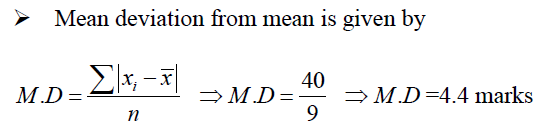 ➢ Mean deviation from mean is given by
M.D = ∑|xᵢ − x̅| / n ⇒ M.D = 40 / 9 ⇒ M.D =4.4 marks